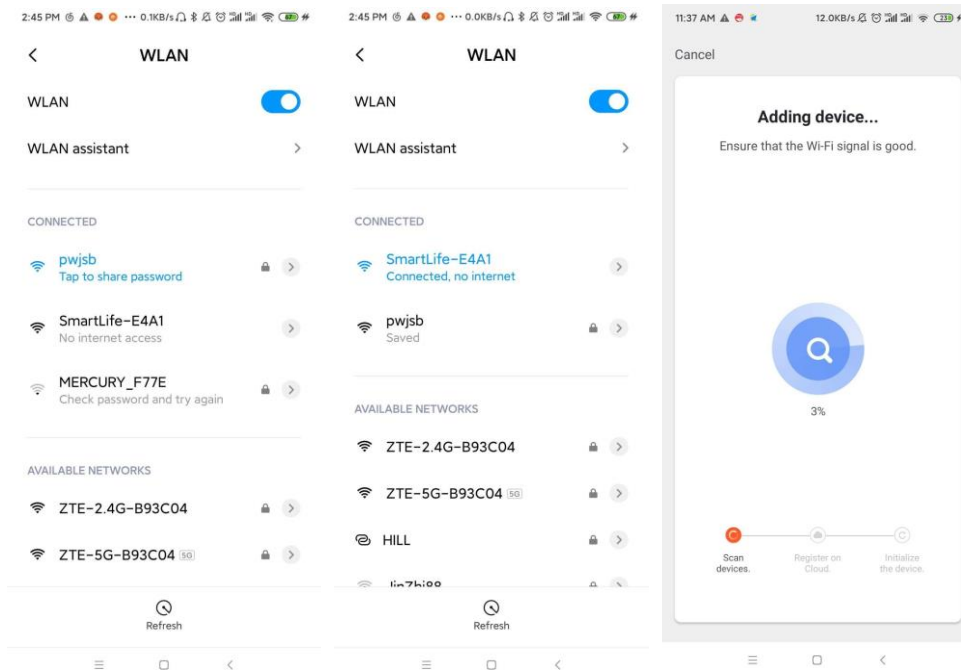 2:45 PM ... 0.1KB/s 67
WLAN
WLAN
WLAN assistant
CONNECTED
pwjsb
Tap to share password
SmartLife-E4A1
No internet access
MERCURY_F77E
Check password and try again
AVAILABLE NETWORKS
ZTE-2.4G-B93C04
ZTE-5G-B93C04 5G
Refresh
2:45 PM ... 0.0KB/s 67
WLAN
WLAN
WLAN assistant
CONNECTED
SmartLife-E4A1
Connected, no internet
pwjsb
Saved
AVAILABLE NETWORKS
ZTE-2.4G-B93C04
ZTE-5G-B93C04 5G
HILL
JinZhi88
Refresh
11:37 AM 12.0KB/s 23
Cancel
Adding device...
Ensure that the Wi-Fi signal is good.
3%
Scan
devices.
Register on
Cloud.
Initialize
the device.